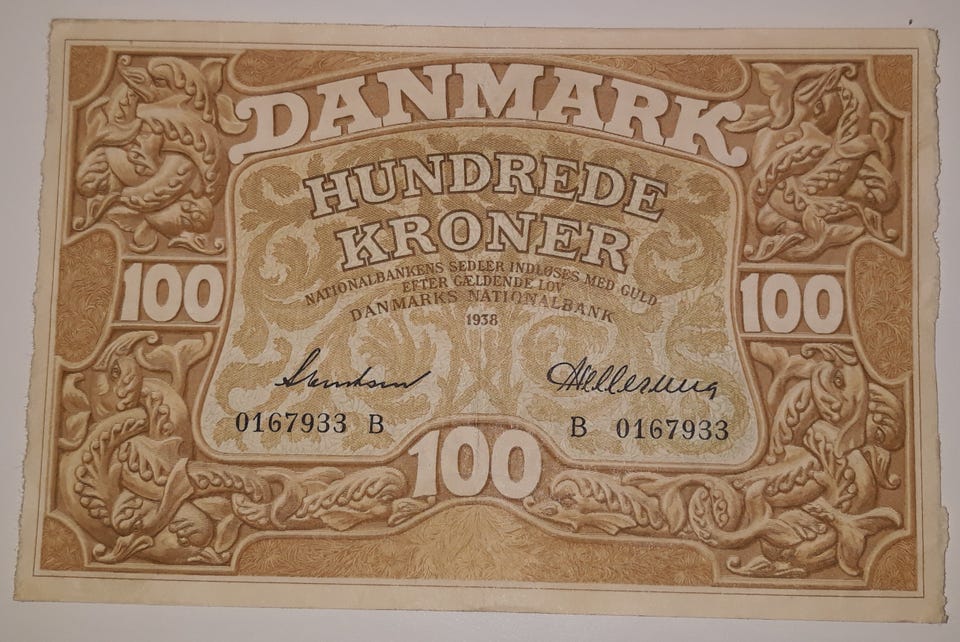 DANMARK
HUNDREDE
KRONER
NATIONALBANKENS SEDLER INDLØSES MED GULD
EFTER GÆLDENDE LOV
DANMARKS NATIONALBANK
1938
100
100
Svendsen
0167933 B
B 0167933
100